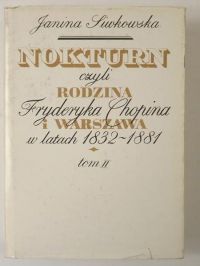 Janina Siwkowska
NOKTURN
czyli
RODZINA
Fryderyka Chopina
i WARSZAWA
w latach 1832~1881
tom II